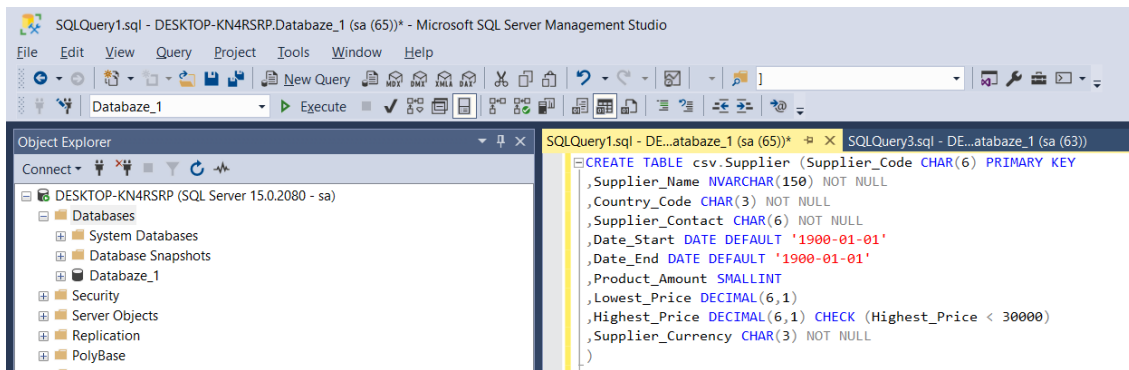 SQLQuery1.sql - DESKTOP-KN4RSRP.Databaze_1 (sa (65))* - Microsoft SQL Server Management Studio
File Edit View Query Project Tools Window Help
New Query MDX DMX XMLA DAX ]
Databaze_1 Execute
Object Explorer
Connect
DESKTOP-KN4RSRP (SQL Server 15.0.2080 - sa)
Databases
System Databases
Database Snapshots
Databaze_1
Security
Server Objects
Replication
PolyBase
SQLQuery1.sql - DE...atabaze_1 (sa (65))* SQLQuery3.sql - DE...atabaze_1 (sa (63))
CREATE TABLE csv.Supplier (Supplier_Code CHAR(6) PRIMARY KEY
,Supplier_Name NVARCHAR(150) NOT NULL
,Country_Code CHAR(3) NOT NULL
,Supplier_Contact CHAR(6) NOT NULL
,Date_Start DATE DEFAULT '1900-01-01'
,Date_End DATE DEFAULT '1900-01-01'
,Product_Amount SMALLINT
,Lowest_Price DECIMAL(6,1)
,Highest_Price DECIMAL(6,1) CHECK (Highest_Price < 30000)
,Supplier_Currency CHAR(3) NOT NULL
)